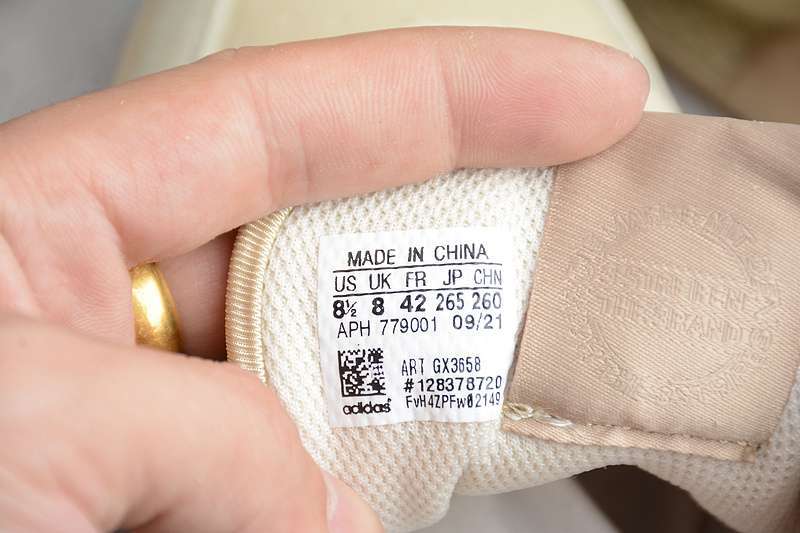 MADE IN CHINA
US UK FR JP CHN
8½ 8 42 265 260
APH 779001 09/21
ART GX3658
#128378720
FvH4ZPFw02149
adidas